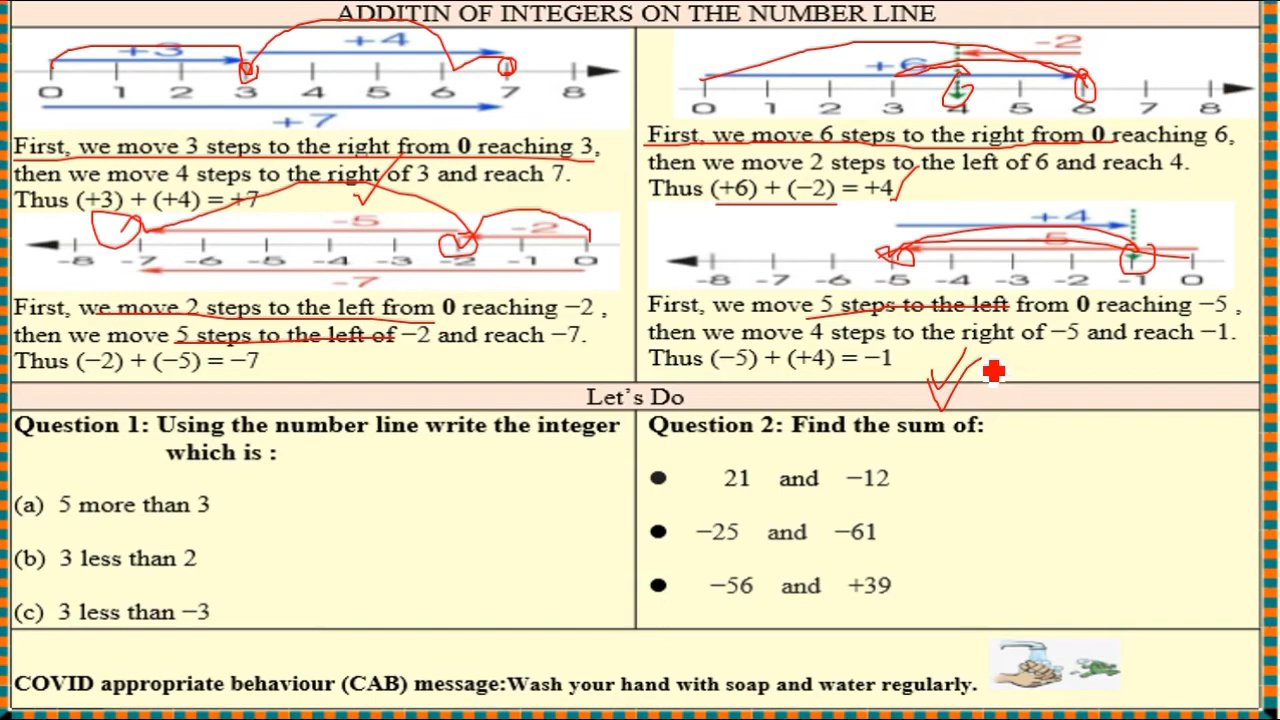 ADDITIN OF INTEGERS ON THE NUMBER LINE
+3
+4
0 1 2 3 4 5 6 7 8
+7
First, we move 3 steps to the right from 0 reaching 3,
then we move 4 steps to the right of 3 and reach 7.
Thus (+3) + (+4) = +7
-5
-2
-8 -7 -6 -5 -4 -3 -2 -1 0
-7
First, we move 2 steps to the left from 0 reaching −2 ,
then we move 5 steps to the left of −2 and reach −7.
Thus (−2) + (−5) = −7
-2
+6
0 1 2 3 4 5 6 7 8
First, we move 6 steps to the right from 0 reaching 6,
then we move 2 steps to the left of 6 and reach 4.
Thus (+6) + (−2) = +4
+4
-5
-8 -7 -6 -5 -4 -3 -2 -1 0
First, we move 5 steps to the left from 0 reaching −5 ,
then we move 4 steps to the right of −5 and reach −1.
Thus (−5) + (+4) = −1
Let's Do
Question 1: Using the number line write the integer
which is :
(a) 5 more than 3
(b) 3 less than 2
(c) 3 less than −3
Question 2: Find the sum of:
● 21 and −12
● −25 and −61
● −56 and +39
COVID appropriate behaviour (CAB) message:Wash your hand with soap and water regularly.